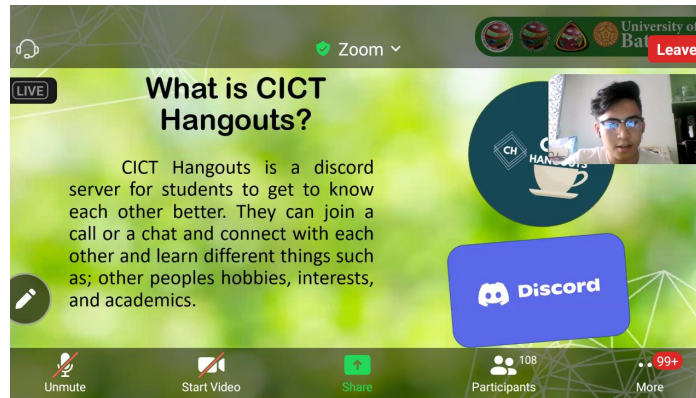 Zoom
University of
Bat
Leave
LIVE
What is CICT
Hangouts?
CICT Hangouts is a discord
server for students to get to know
each other better. They can join a
call or a chat and connect with each
other and learn different things such
as; other peoples hobbies, interests,
and academics.
CH
HAN OUTS
Discord
Unmute
Start Video
Share
108
Participants
99+
More